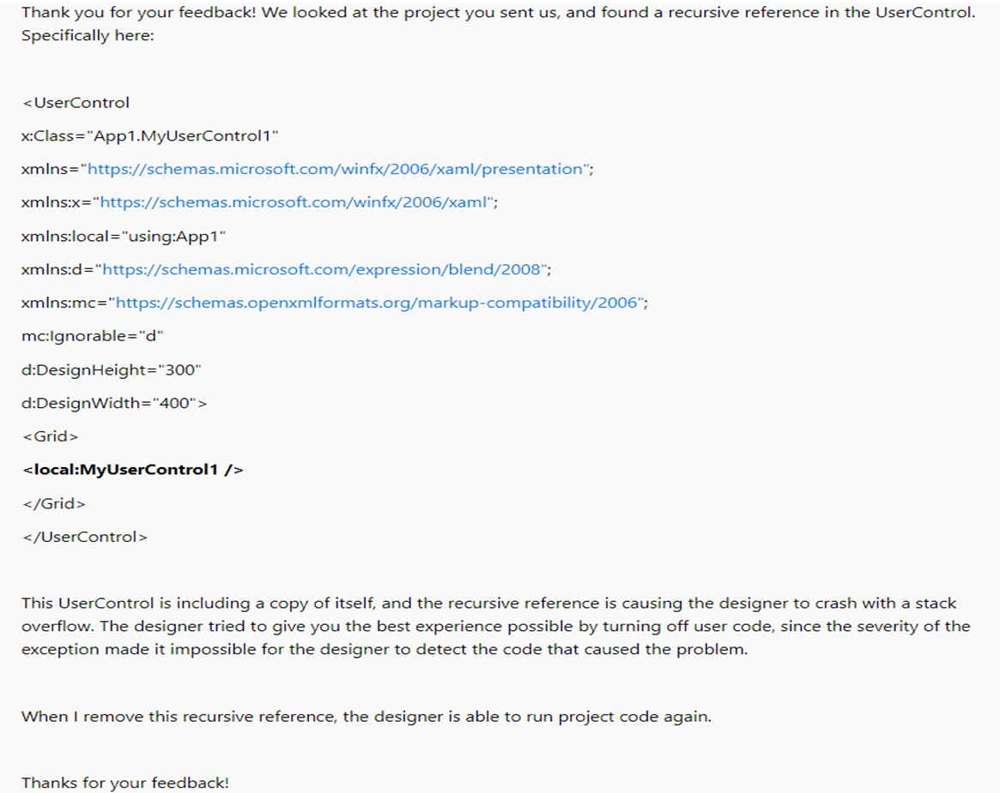 Thank you for your feedback! We looked at the project you sent us, and found a recursive reference in the UserControl.
Specifically here:
<UserControl
x:Class="App1.MyUserControl1"
xmlns="https://schemas.microsoft.com/winfx/2006/xaml/presentation";
xmlns:x="https://schemas.microsoft.com/winfx/2006/xaml";
xmlns:local="using:App1"
xmlns:d="https://schemas.microsoft.com/expression/blend/2008";
xmlns:mc="https://schemas.openxmlformats.org/markup-compatibility/2006";
mc:Ignorable="d"
d:DesignHeight="300"
d:DesignWidth="400">
<Grid>
<local:MyUserControl1 />
</Grid>
</UserControl>
This UserControl is including a copy of itself, and the recursive reference is causing the designer to crash with a stack
overflow. The designer tried to give you the best experience possible by turning off user code, since the severity of the
exception made it impossible for the designer to detect the code that caused the problem.
When I remove this recursive reference, the designer is able to run project code again.
Thanks for your feedback!